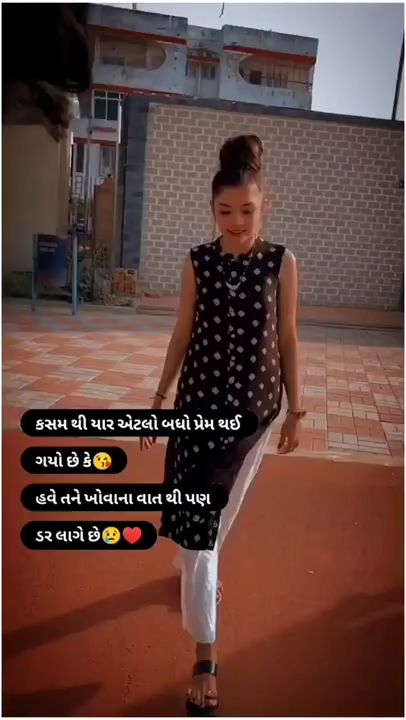 કસમ થી યાર એટલો બધો પ્રેમ થઈ
ગયો છે કે😘
હવે તને ખોવાના વાત થી પણ
ડર લાગે છે😢♥️